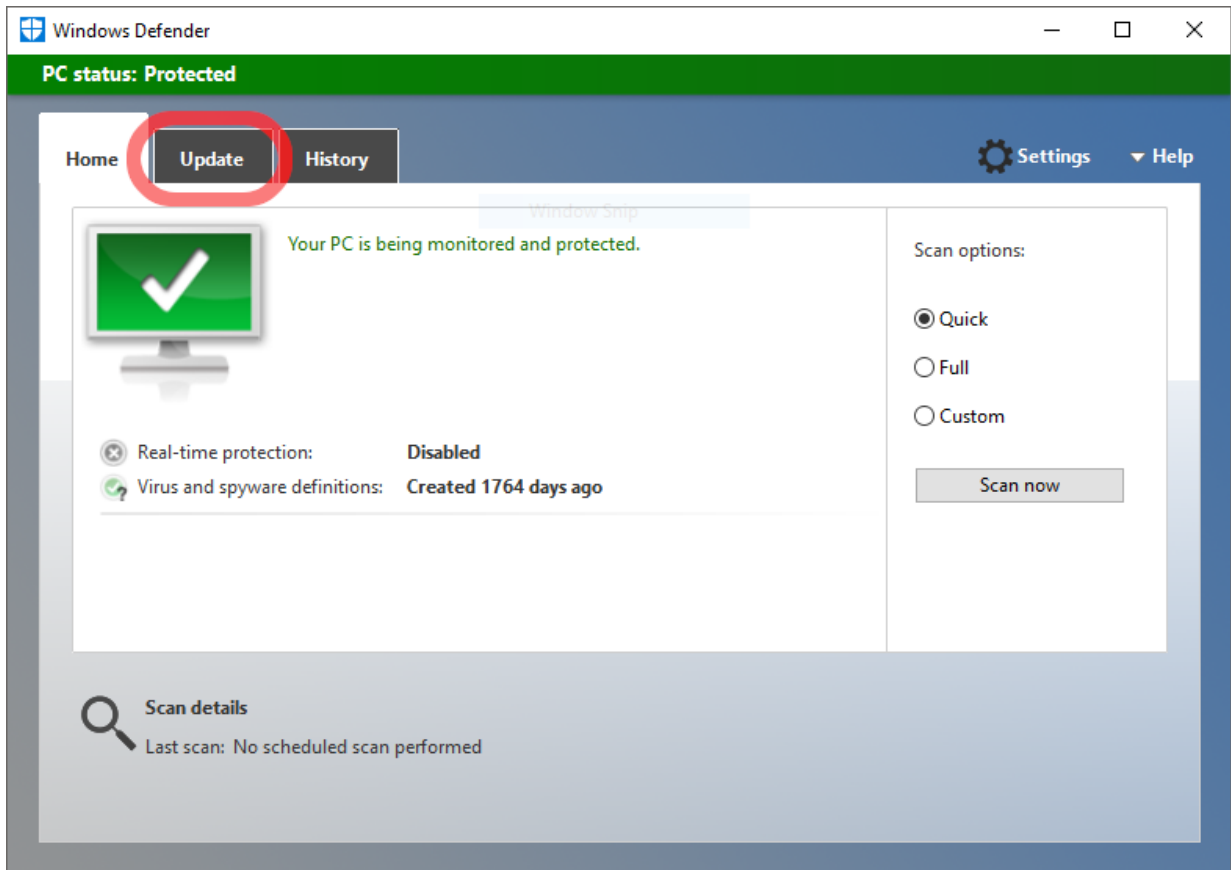 Windows Defender
PC status: Protected
Home Update History Settings Help
Window Snip
Your PC is being monitored and protected.
Scan options:
Quick
Full
Custom
Real-time protection: Disabled
Virus and spyware definitions: Created 1764 days ago
Scan now
Scan details
Last scan: No scheduled scan performed